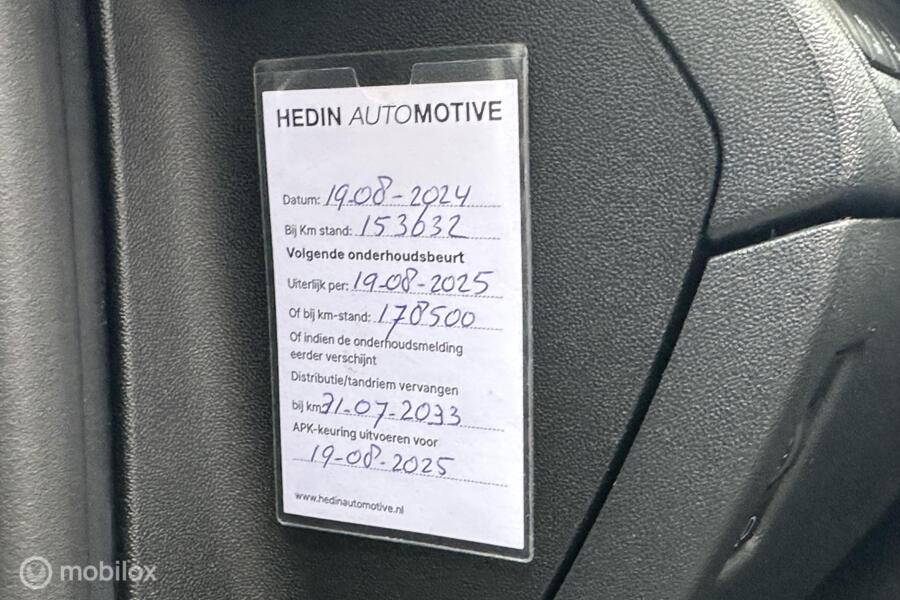 HEDIN AUTOMOTIVE
Datum: 19-08-2024
Bij Km stand: 153632
Volgende onderhoudsbeurt
Uiterlijk per: 19-08-2025
Of bij km-stand: 178500
Of indien de onderhoudsmelding
eerder verschijnt
Distributie/tandriem vervangen
bij km 31-07-2033
APK-keuring uitvoeren voor
19-08-2025
www.hedinautomotive.nl
mobilox